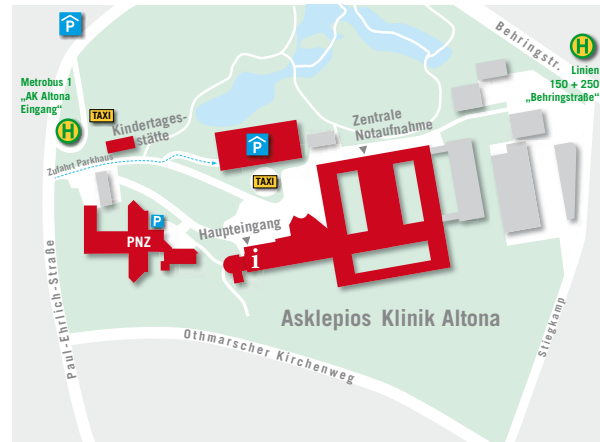 P
Behringstr.
H
Linien
150 + 250
„Behringstraße“
Metrobus 1
„AK Altona
Eingang“
H
TAXI
Kindertages-
stätte
Zentrale
Notaufnahme
P
Zufahrt Parkhaus
TAXI
P
PNZ
Haupteingang
i
Asklepios Klinik Altona
Paul-Ehrlich-Straße
Othmarscher Kirchenweg
Stiegkamp